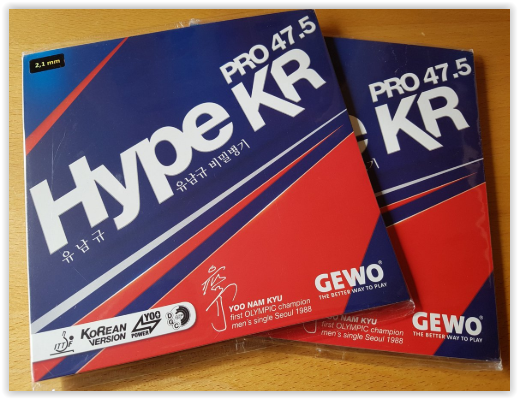 2,1 mm
PRO 47.5
Hype KR
유남규
유남규 비밀병기
GEWO
THE BETTER WAY TO PLAY
YOO NAM KYU
first OLYMPIC champion
men's single Seoul 1988
ITTF
KOREAN
VERSION
YOO
POWER
PRO 47.5
KR
병기
GEWO
THE BETTER WAY TO PLAY
YOO NAM KYU
first OLYMPIC champion
men's single Seoul 1988